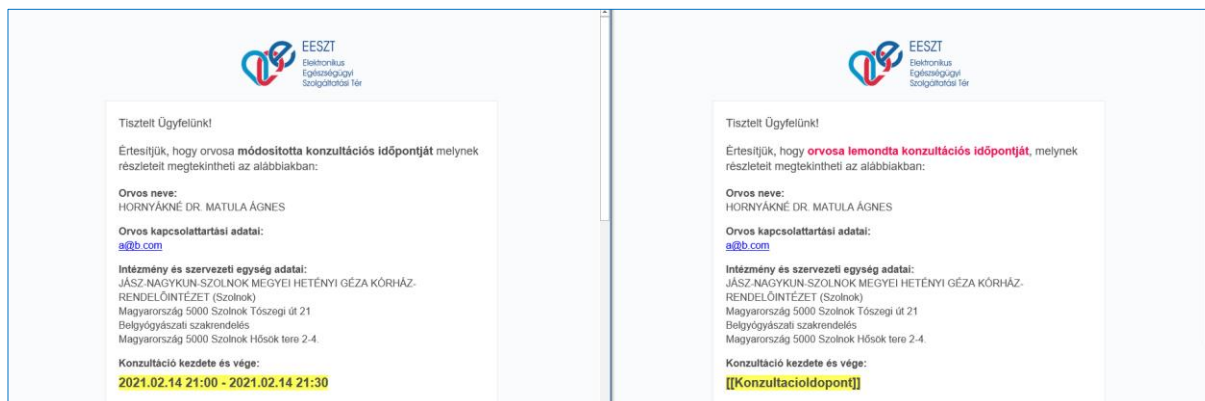 EESZT
Elektronikus
Egészségügyi
Szolgáltatási Tér
Tisztelt Ügyfelünk!
Értesítjük, hogy orvosa módosította konzultációs időpontját melynek
részleteit megtekintheti az alábbiakban:
Orvos neve:
HORNYÁKNÉ DR. MATULA ÁGNES
Orvos kapcsolattartási adatai:
a@b.com
Intézmény és szervezeti egység adatai:
JÁSZ-NAGYKUN-SZOLNOK MEGYEI HETÉNYI GÉZA KÓRHÁZ-
RENDELŐINTÉZET (Szolnok)
Magyarország 5000 Szolnok Tószegi út 21
Belgyógyászati szakrendelés
Magyarország 5000 Szolnok Hősök tere 2-4.
Konzultáció kezdete és vége:
2021.02.14 21:00 - 2021.02.14 21:30
EESZT
Elektronikus
Egészségügyi
Szolgáltatási Tér
Tisztelt Ügyfelünk!
Értesítjük, hogy orvosa lemondta konzultációs időpontját, melynek
részleteit megtekintheti az alábbiakban:
Orvos neve:
HORNYÁKNÉ DR. MATULA ÁGNES
Orvos kapcsolattartási adatai:
a@b.com
Intézmény és szervezeti egység adatai:
JÁSZ-NAGYKUN-SZOLNOK MEGYEI HETÉNYI GÉZA KÓRHÁZ-
RENDELŐINTÉZET (Szolnok)
Magyarország 5000 Szolnok Tószegi út 21
Belgyógyászati szakrendelés
Magyarország 5000 Szolnok Hősök tere 2-4.
Konzultáció kezdete és vége:
[[KonzultacioIdopont]]